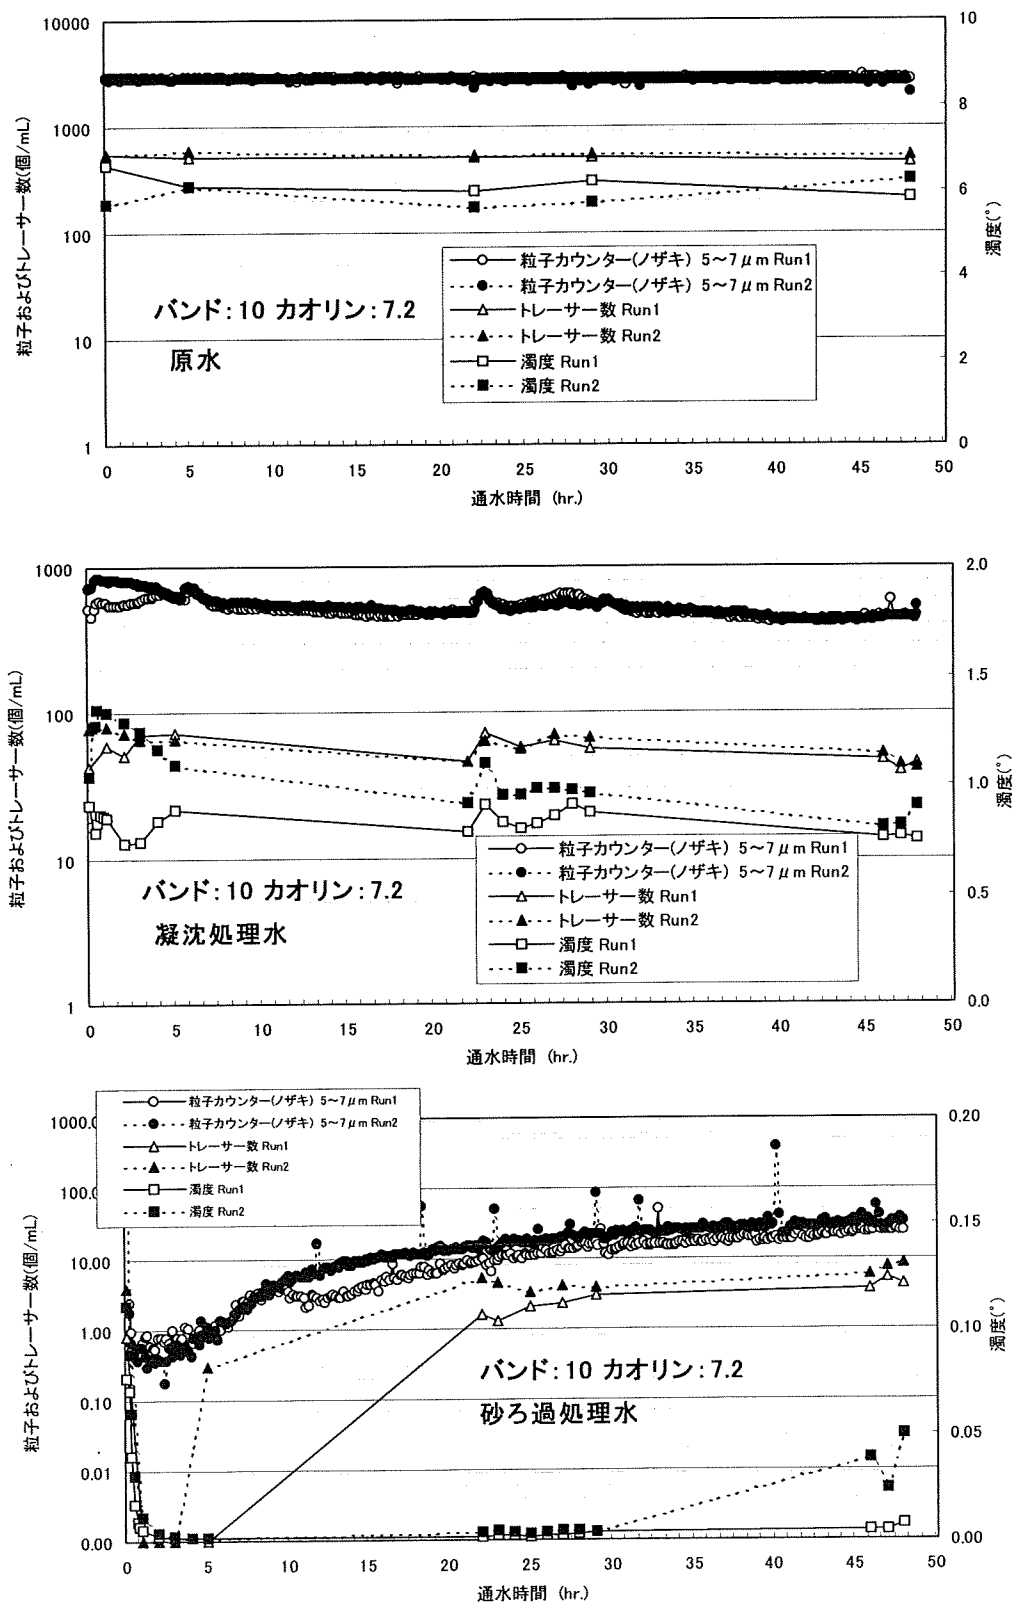 10000
1000
100
10
1
10
8
6
4
2
0
粒子およびトレーサー数(個/mL)
濁度(°)
粒子カウンター(ノザキ) 5~7μm Run1
粒子カウンター(ノザキ) 5~7μm Run2
トレーサー数 Run1
トレーサー数 Run2
濁度 Run1
濁度 Run2
バンド:10 カオリン:7.2
原水
0 5 10 15 20 25 30 35 40 45 50
通水時間 (hr.)
1000
100
10
1
2.0
1.5
1.0
0.5
0.0
粒子およびトレーサー数(個/mL)
濁度(°)
粒子カウンター(ノザキ) 5~7μm Run1
粒子カウンター(ノザキ) 5~7μm Run2
トレーサー数 Run1
トレーサー数 Run2
濁度 Run1
濁度 Run2
バンド:10 カオリン:7.2
凝沈処理水
0 5 10 15 20 25 30 35 40 45 50
通水時間 (hr.)
粒子カウンター(ノザキ) 5~7μm Run1
粒子カウンター(ノザキ) 5~7μm Run2
トレーサー数 Run1
トレーサー数 Run2
濁度 Run1
濁度 Run2
1000.0
100.0
10.00
1.00
0.10
0.01
0.00
0.20
0.15
0.10
0.05
0.00
粒子およびトレーサー数(個/mL)
濁度(°)
バンド:10 カオリン:7.2
砂ろ過処理水
0 5 10 15 20 25 30 35 40 45 50
通水時間 (hr.)